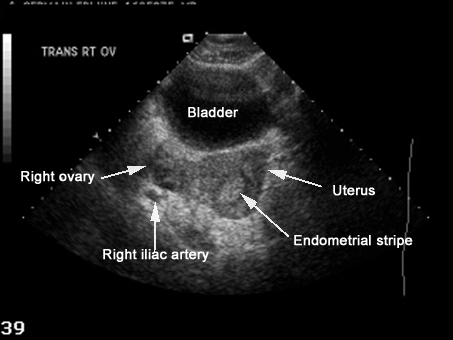 TRANS RT OV
Bladder
Right ovary
Uterus
Endometrial stripe
Right iliac artery
39